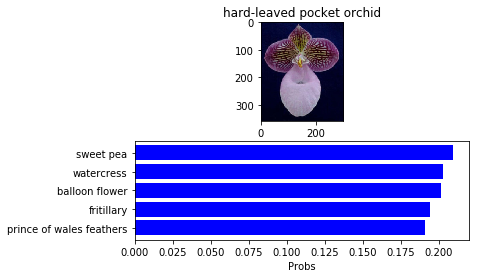 hard-leaved pocket orchid
0
100
200
300
0 200
sweet pea
watercress
balloon flower
fritillary
prince of wales feathers
0.000 0.025 0.050 0.075 0.100 0.125 0.150 0.175 0.200
Probs